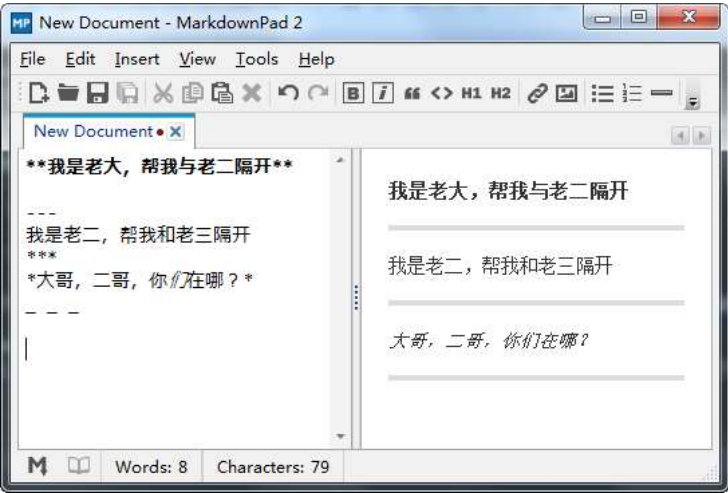 MP New Document - MarkdownPad 2
File Edit Insert View Tools Help
B i “ <> H1 H2
New Document
**我是老大，帮我与老二隔开**
---
我是老二，帮我和老三隔开
***
*大哥，二哥，你们在哪？*
_ _ _
我是老大，帮我与老二隔开
我是老二，帮我和老三隔开
大哥，二哥，你们在哪？
M Words: 8 Characters: 79